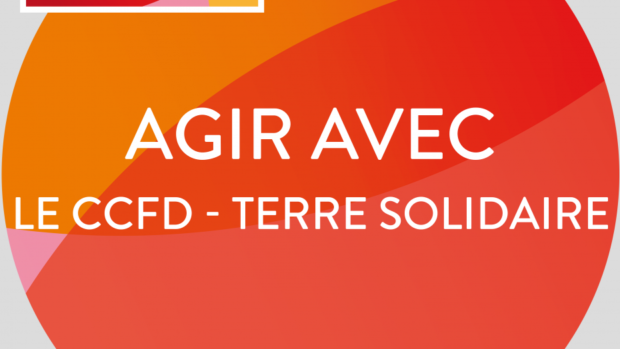 AGIR AVEC
LE CCFD - TERRE SOLIDAIRE